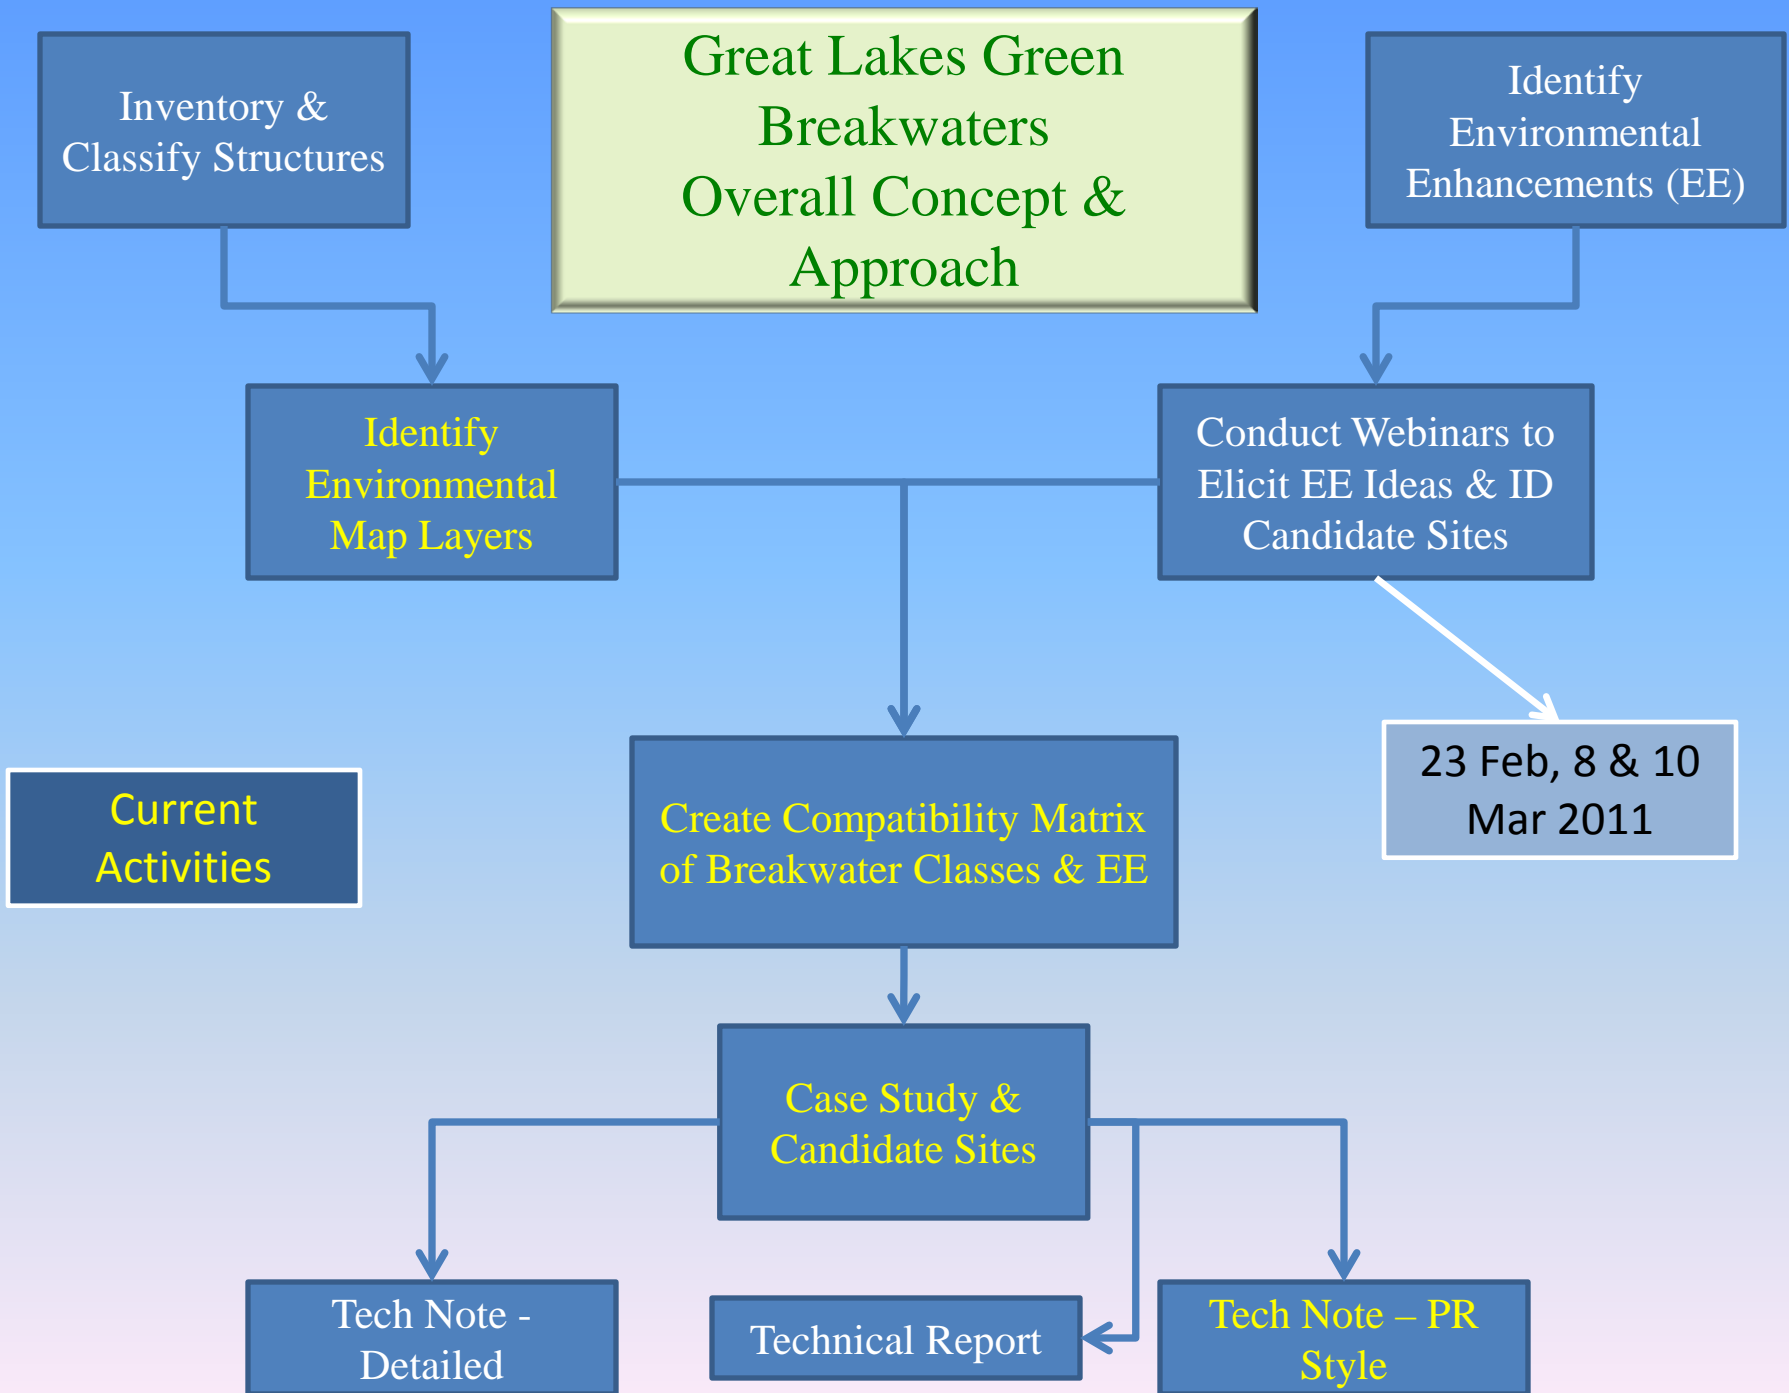 Great Lakes Green
Breakwaters
Overall Concept &
Approach
Inventory &
Classify Structures
Identify
Environmental
Enhancements (EE)
Identify
Environmental
Map Layers
Conduct Webinars to
Elicit EE Ideas & ID
Candidate Sites
23 Feb, 8 & 10
Mar 2011
Current
Activities
Create Compatibility Matrix
of Breakwater Classes & EE
Case Study &
Candidate Sites
Tech Note -
Detailed
Technical Report
Tech Note – PR
Style